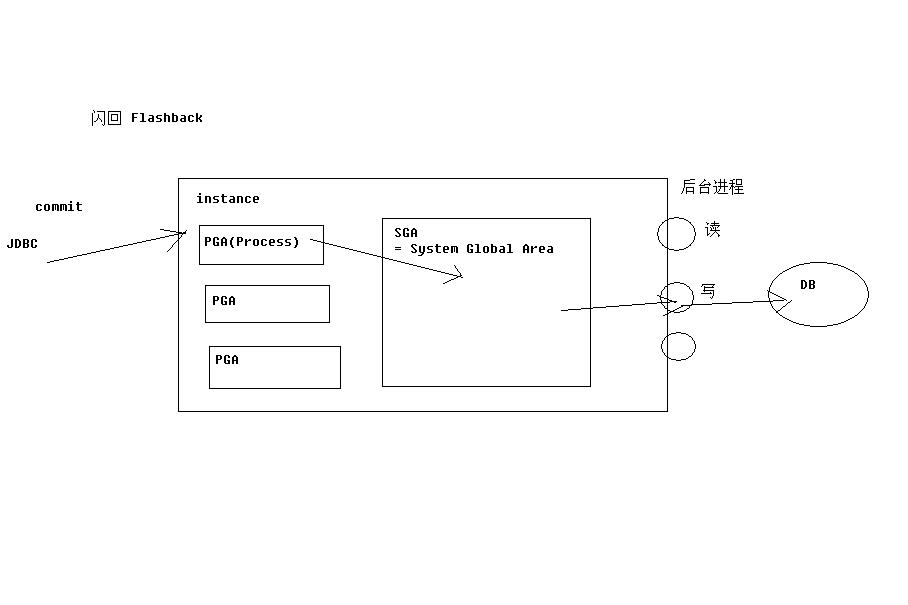 闪回 Flashback
commit
JDBC
instance
PGA(Process)
PGA
PGA
SGA
= System Global Area
后台进程
读
写
DB